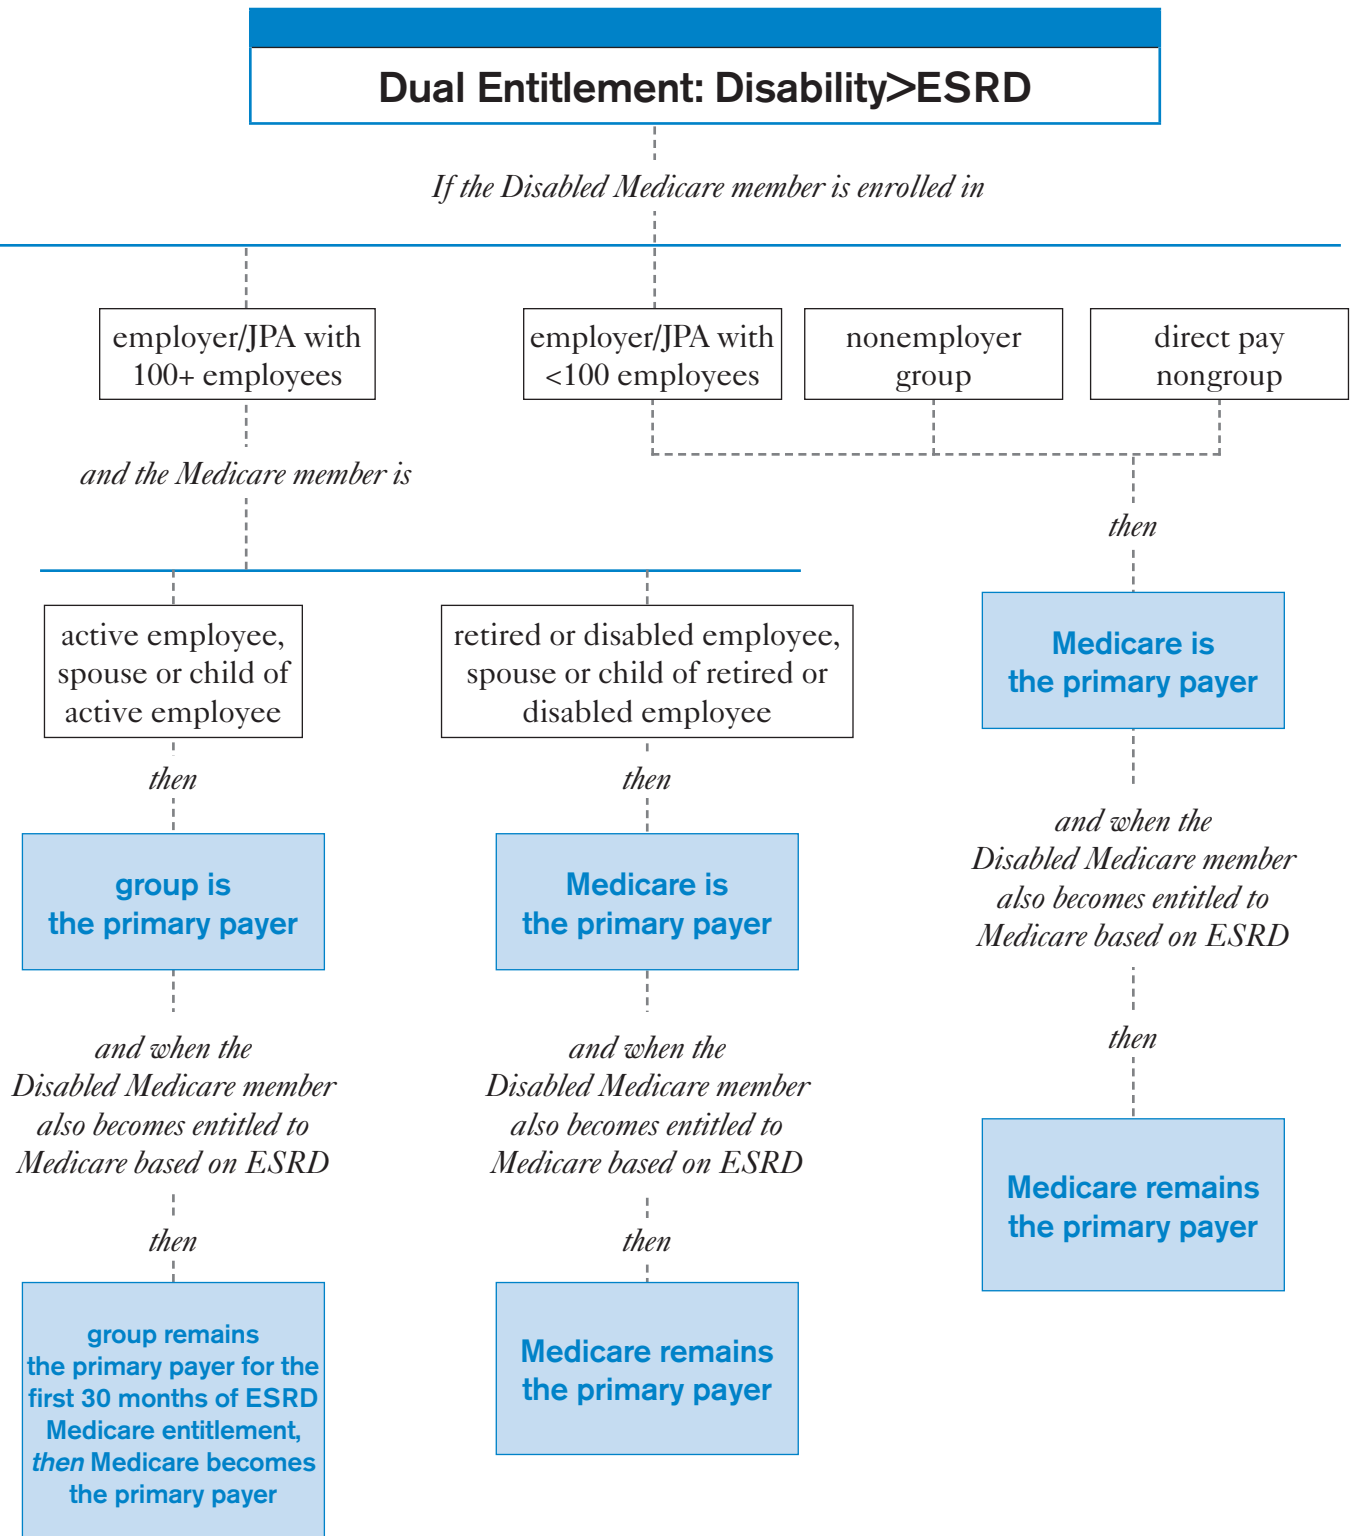 Dual Entitlement: Disability>ESRD
If the Disabled Medicare member is enrolled in
employer/JPA with
100+ employees
employer/JPA with
<100 employees
nonemployer
group
direct pay
nongroup
and the Medicare member is
then
active employee,
spouse or child of
active employee
retired or disabled employee,
spouse or child of retired or
disabled employee
Medicare is
the primary payer
then
then
group is
the primary payer
Medicare is
the primary payer
and when the
Disabled Medicare member
also becomes entitled to
Medicare based on ESRD
and when the
Disabled Medicare member
also becomes entitled to
Medicare based on ESRD
and when the
Disabled Medicare member
also becomes entitled to
Medicare based on ESRD
then
then
then
Medicare remains
the primary payer
group remains
the primary payer for the
first 30 months of ESRD
Medicare entitlement,
then Medicare becomes
the primary payer
Medicare remains
the primary payer